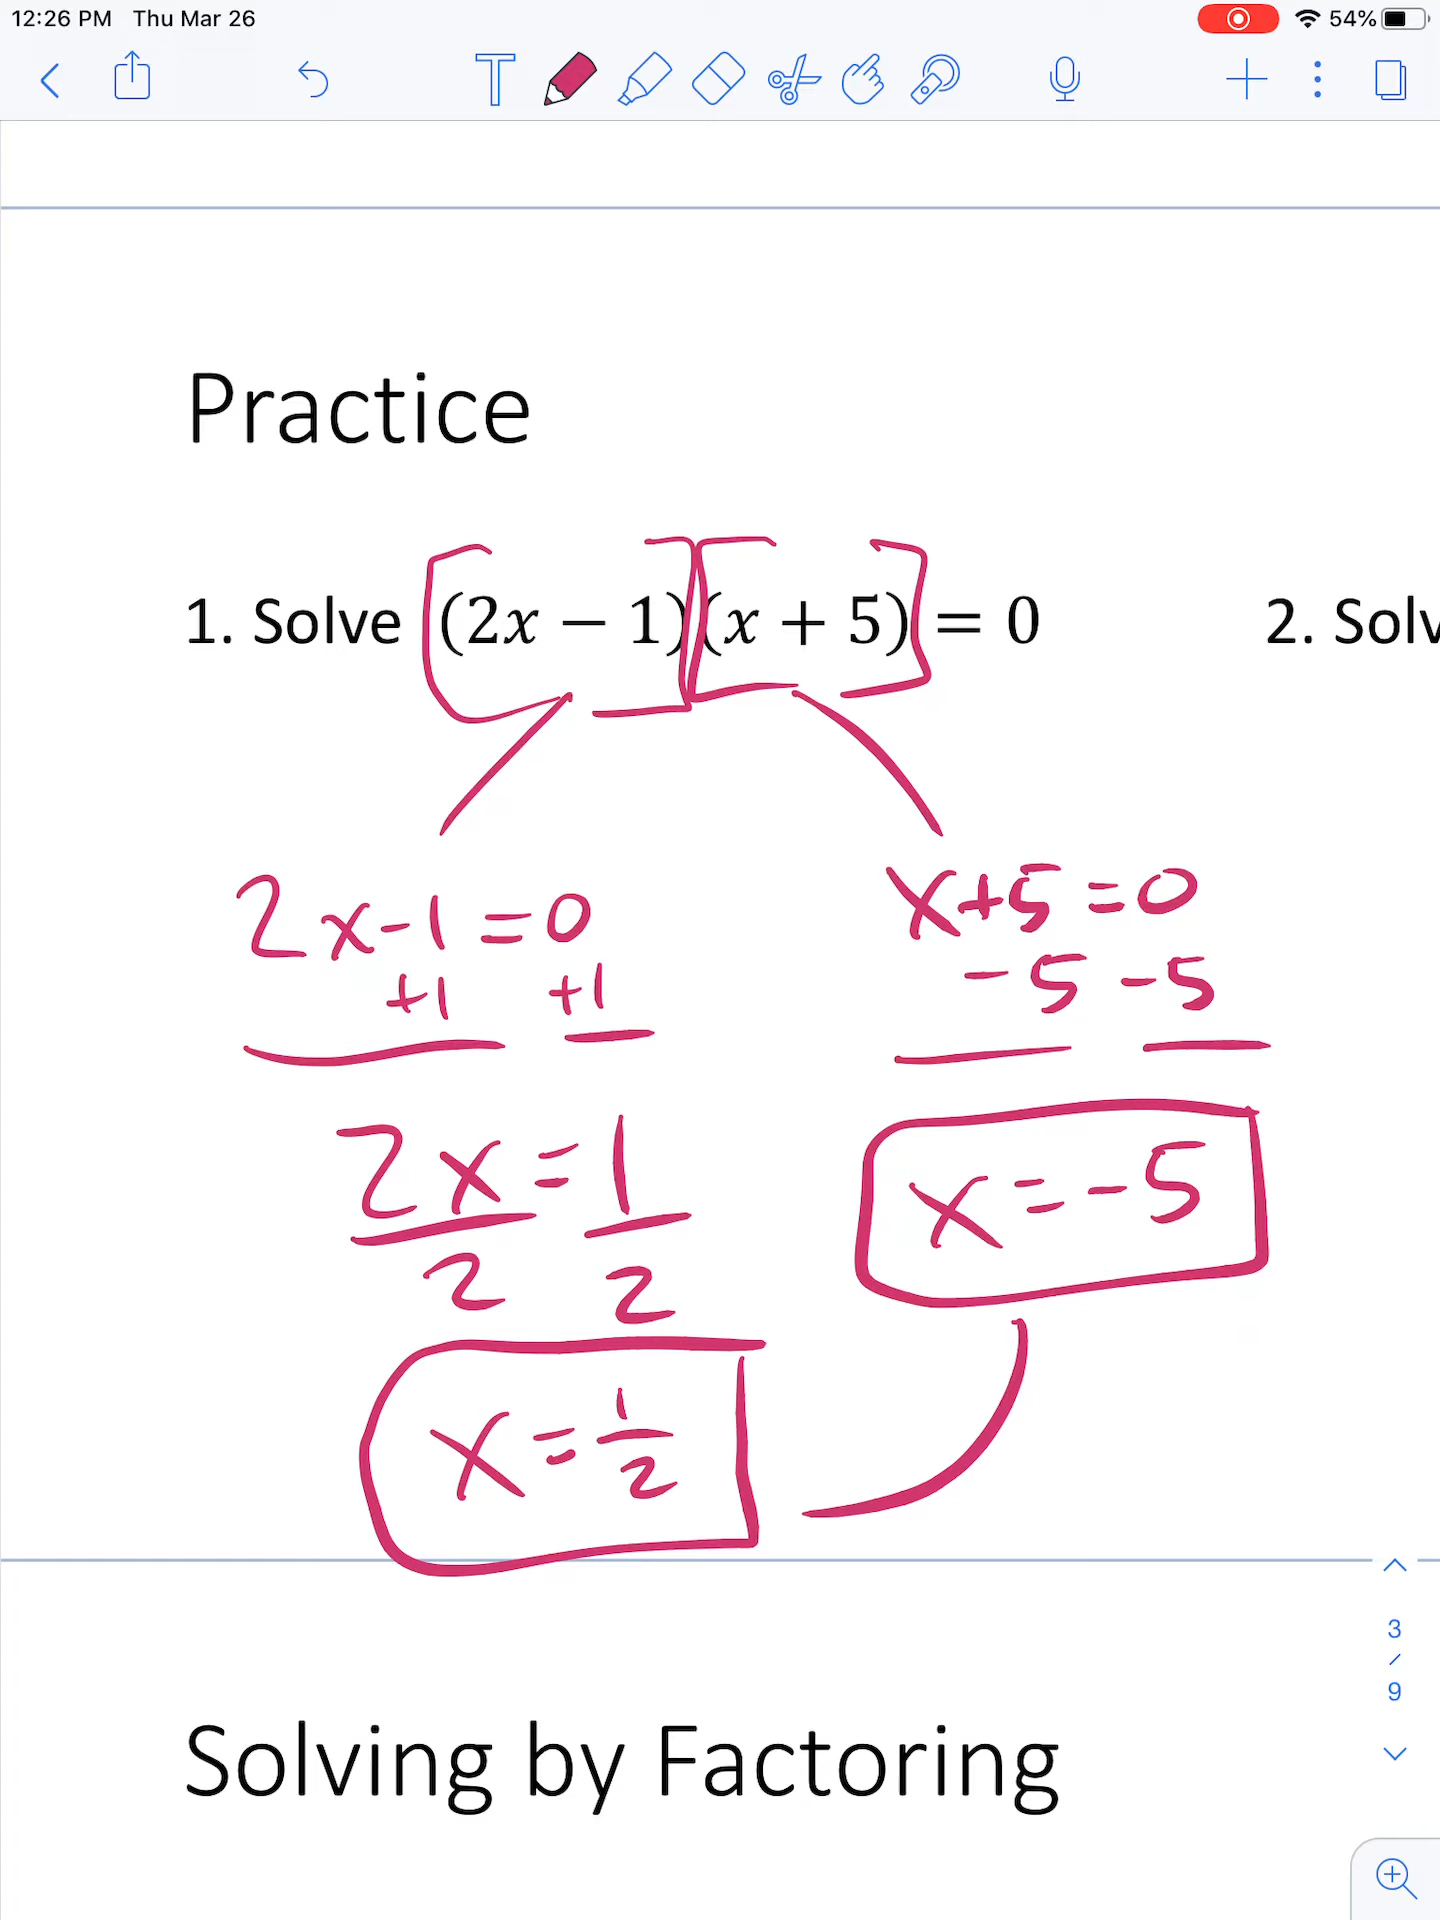 12:26 PM Thu Mar 26 54%
T
Practice
1. Solve (2x − 1)(x + 5) = 0 2. Solv
2x-1=0 x+5=0
+1 +1 -5 -5
2x=1 x=-5
2 2
x=1/2
3
/
9
Solving by Factoring